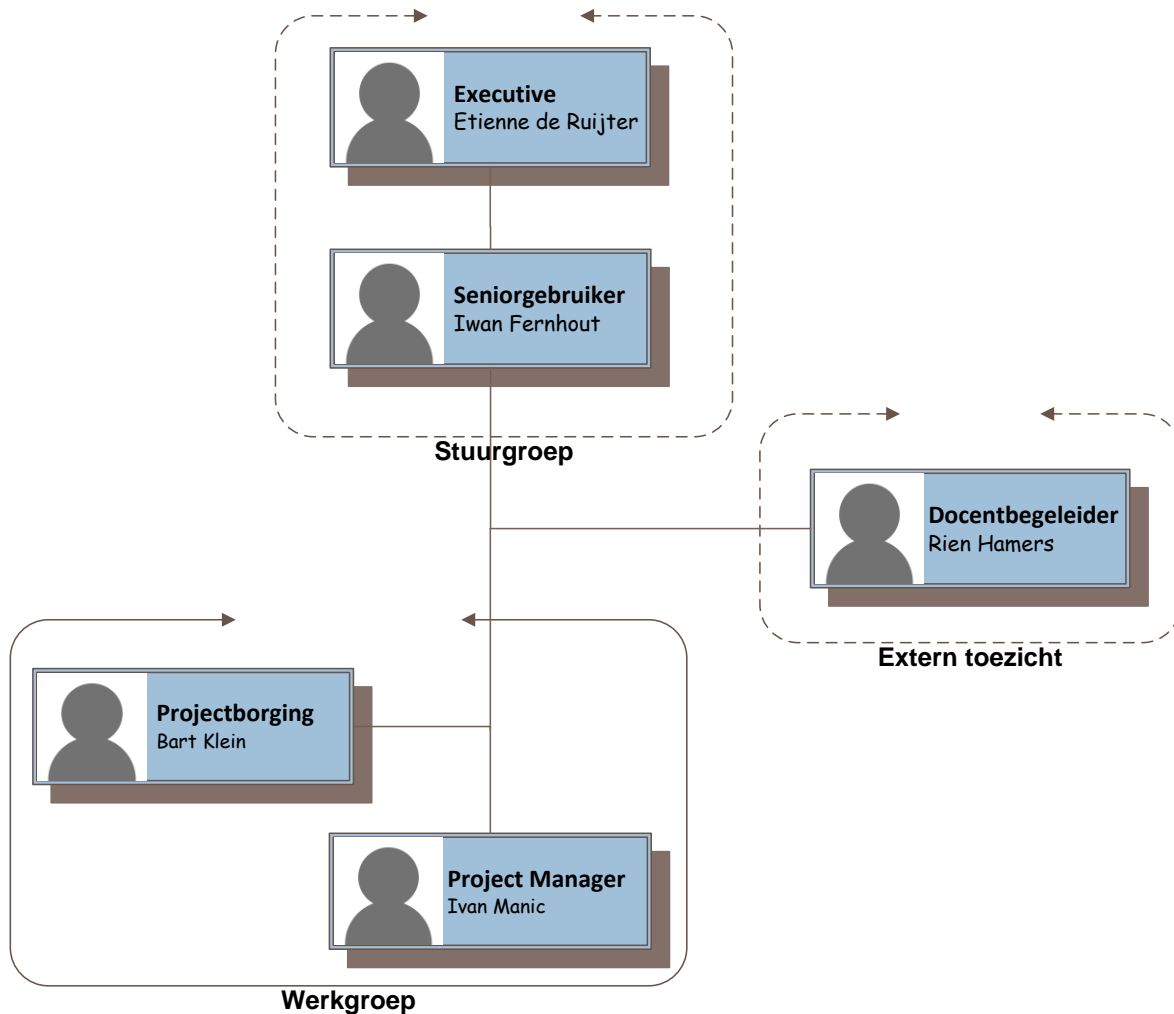 Executive
Etienne de Ruijter
Seniorgebruiker
Iwan Fernhout
Stuurgroep
Docentbegeleider
Rien Hamers
Extern toezicht
Projectborging
Bart Klein
Project Manager
Ivan Manic
Werkgroep